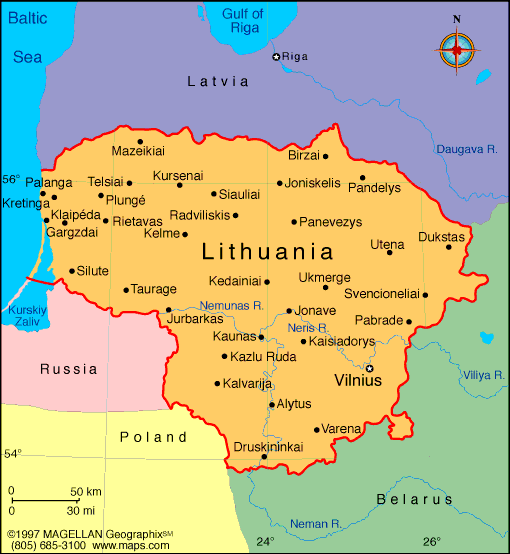 Baltic
Sea
Gulf of
Riga
N
Riga
Latvia
Daugava R.
Mazeikiai
Birzai
56°
Palanga
Telsiai
Kursenai
Joniskelis
Pandelys
Kretinga
Plungé
Siauliai
Klaipéda
Rietavas
Radviliskis
Panevezys
Gargzdai
Kelme
Dukstas
Lithuania
Utena
Silute
Taurage
Kedainiai
Ukmerge
Svencioneliai
Kurskiy
Zaliv
Nemunas R.
Jurbarkas
Jonave
Neris R.
Pabrade
Kaunas
Kaisiadorys
Kazlu Ruda
Russia
Kalvarija
Vilnius
Viliya R.
Alytus
Poland
Varena
Druskininkai
54°
Belarus
0 50 km
0 30 mi
Neman R.
©1997 MAGELLAN Geographix℠
(805) 685-3100 www.maps.com
24°
26°